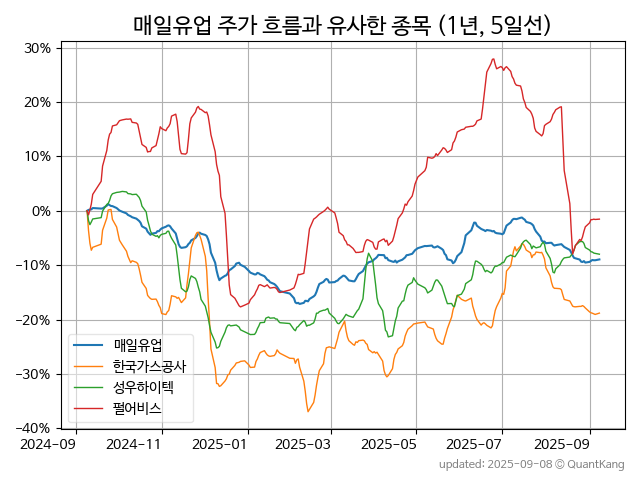 매일유업 주가 흐름과 유사한 종목 (1년, 5일선)
30%
20%
10%
0%
−10%
−20%
−30%
−40%
매일유업
한국가스공사
성우하이텍
펄어비스
2024-09
2024-11
2025-01
2025-03
2025-05
2025-07
2025-09
updated: 2025-09-08 © QuantKang